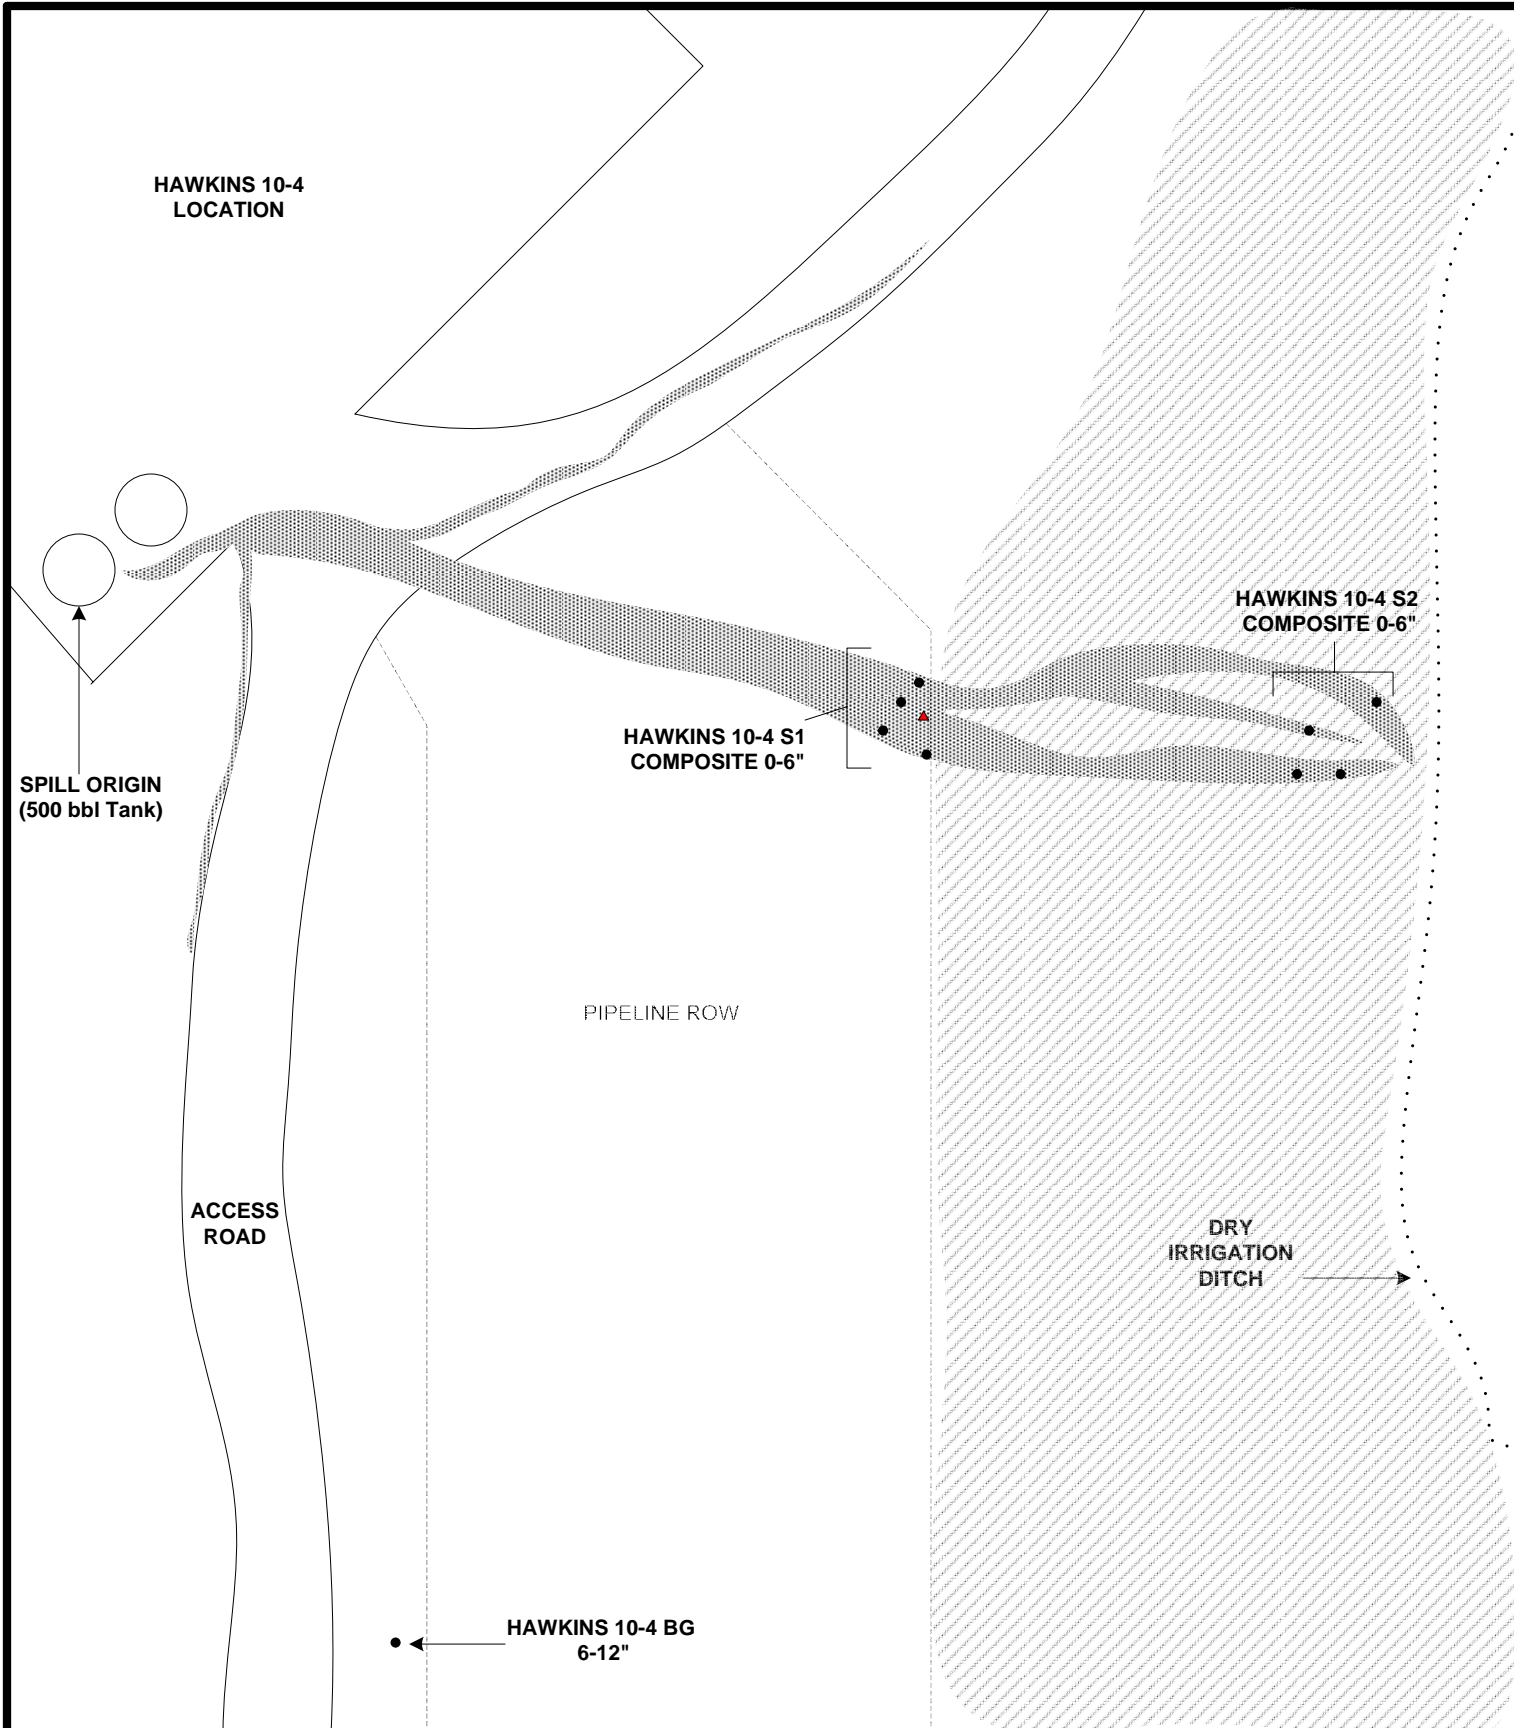 HAWKINS 10-4
LOCATION
HAWKINS 10-4 S2
COMPOSITE 0-6"
HAWKINS 10-4 S1
COMPOSITE 0-6"
SPILL ORIGIN
(500 bbl Tank)
PIPELINE ROW
ACCESS
ROAD
DRY
IRRIGATION
DITCH
HAWKINS 10-4 BG
6-12"